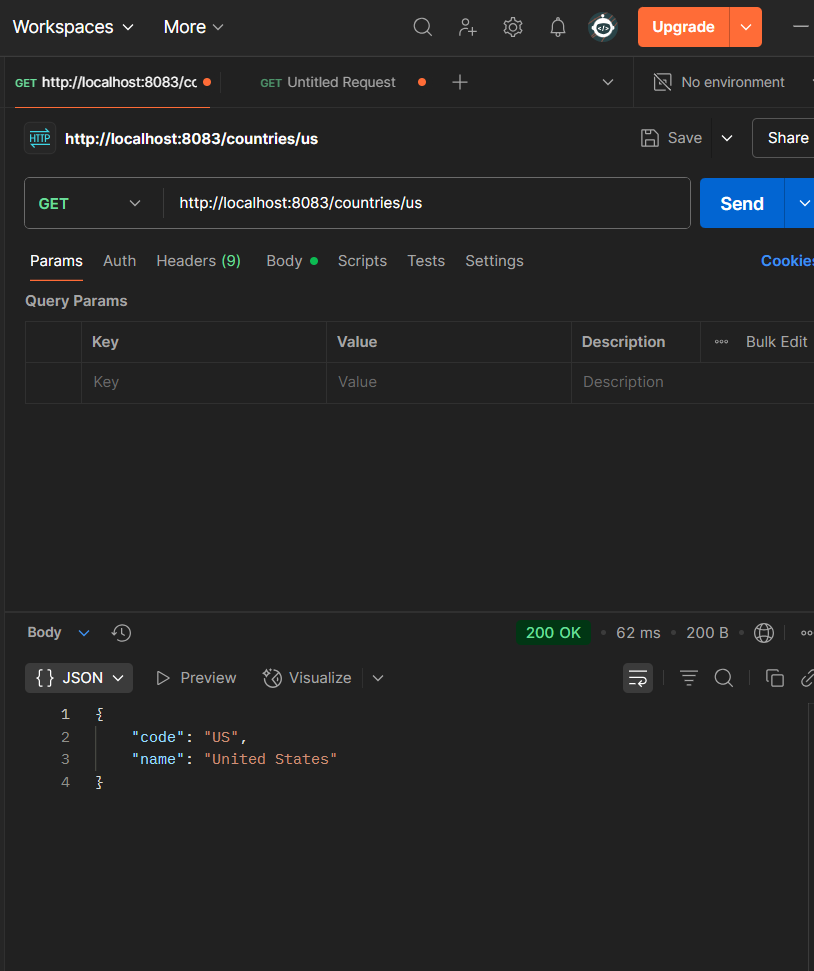 Workspaces More Upgrade
GET http://localhost:8083/cc GET Untitled Request No environment
HTTP http://localhost:8083/countries/us Save Share
GET http://localhost:8083/countries/us Send
Params Auth Headers (9) Body Scripts Tests Settings Cookies
Query Params
Key Value Description Bulk Edit
Key Value Description
Body 200 OK • 62 ms • 200 B •
{} JSON Preview Visualize
1 {
2 "code": "US",
3 "name": "United States"
4 }